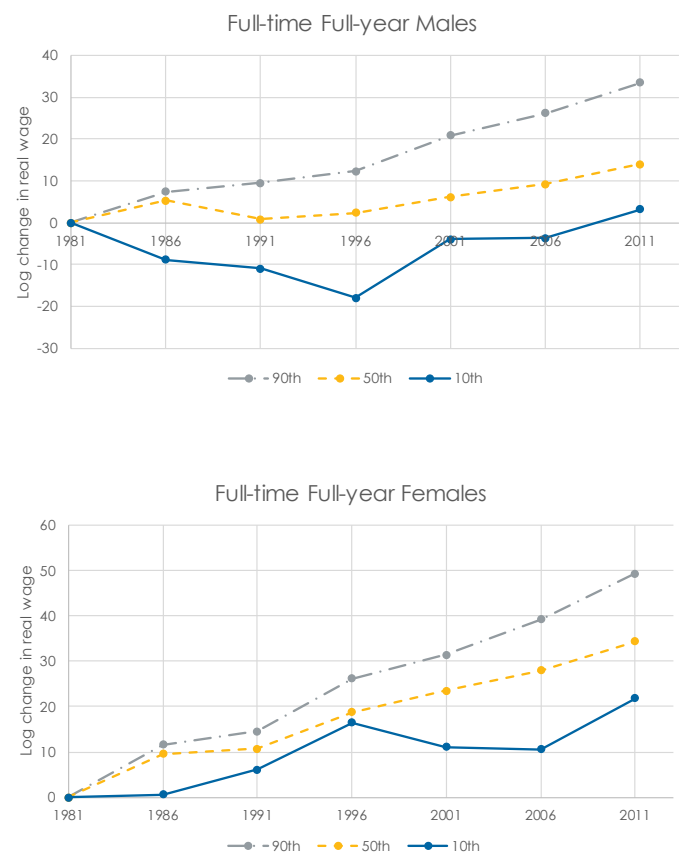 Full-time Full-year Males
Log change in real wage
40
30
20
10
0
-10
-20
-30
1981 1986 1991 1996 2001 2006 2011
90th 50th 10th
Full-time Full-year Females
Log change in real wage
60
50
40
30
20
10
0
1981 1986 1991 1996 2001 2006 2011
90th 50th 10th